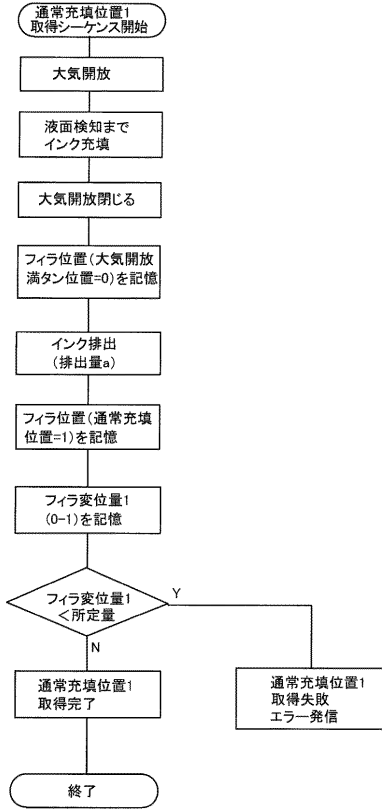 通常充填位置1
取得シーケンス開始
大気開放
液面検知まで
インク充填
大気開放閉じる
フィラ位置(大気開放
満タン位置=0)を記憶
インク排出
(排出量a)
フィラ位置(通常充填
位置=1)を記憶
フィラ変位量1
(0-1)を記憶
フィラ変位量1
<所定量
Y
N
通常充填位置1
取得完了
通常充填位置1
取得失敗
エラー発信
終了